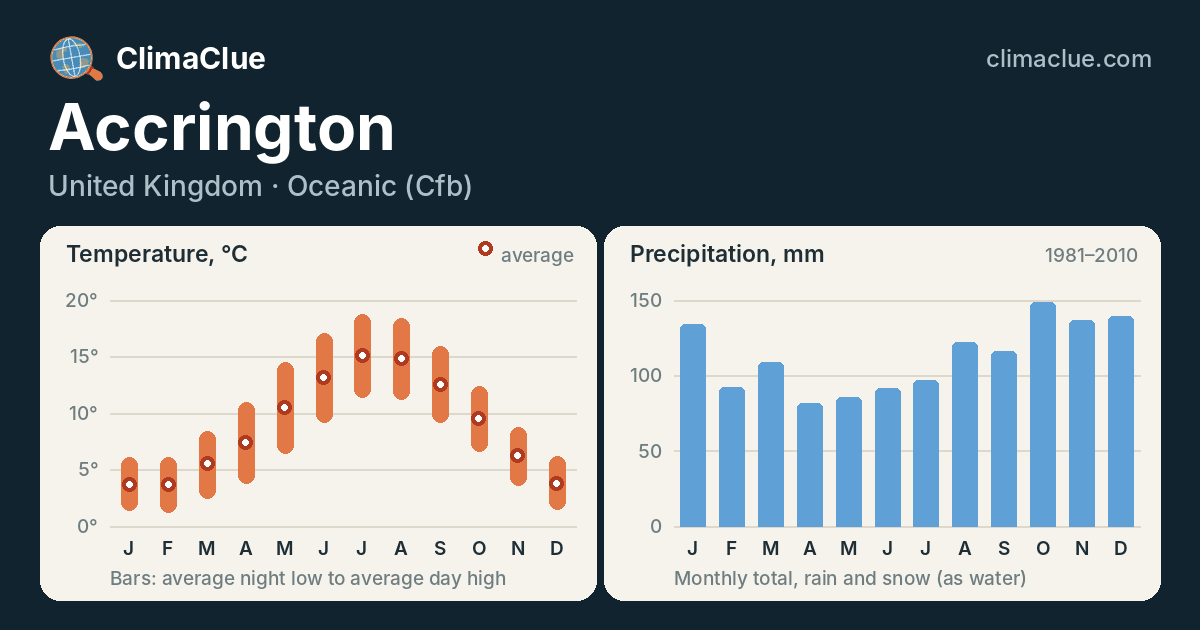 ClimaClue
climaclue.com
Accrington
United Kingdom · Oceanic (Cfb)
Temperature, °C
average
20°
15°
10°
5°
0°
J F M A M J J A S O N D
Bars: average night low to average day high
Precipitation, mm
1981–2010
150
100
50
0
J F M A M J J A S O N D
Monthly total, rain and snow (as water)